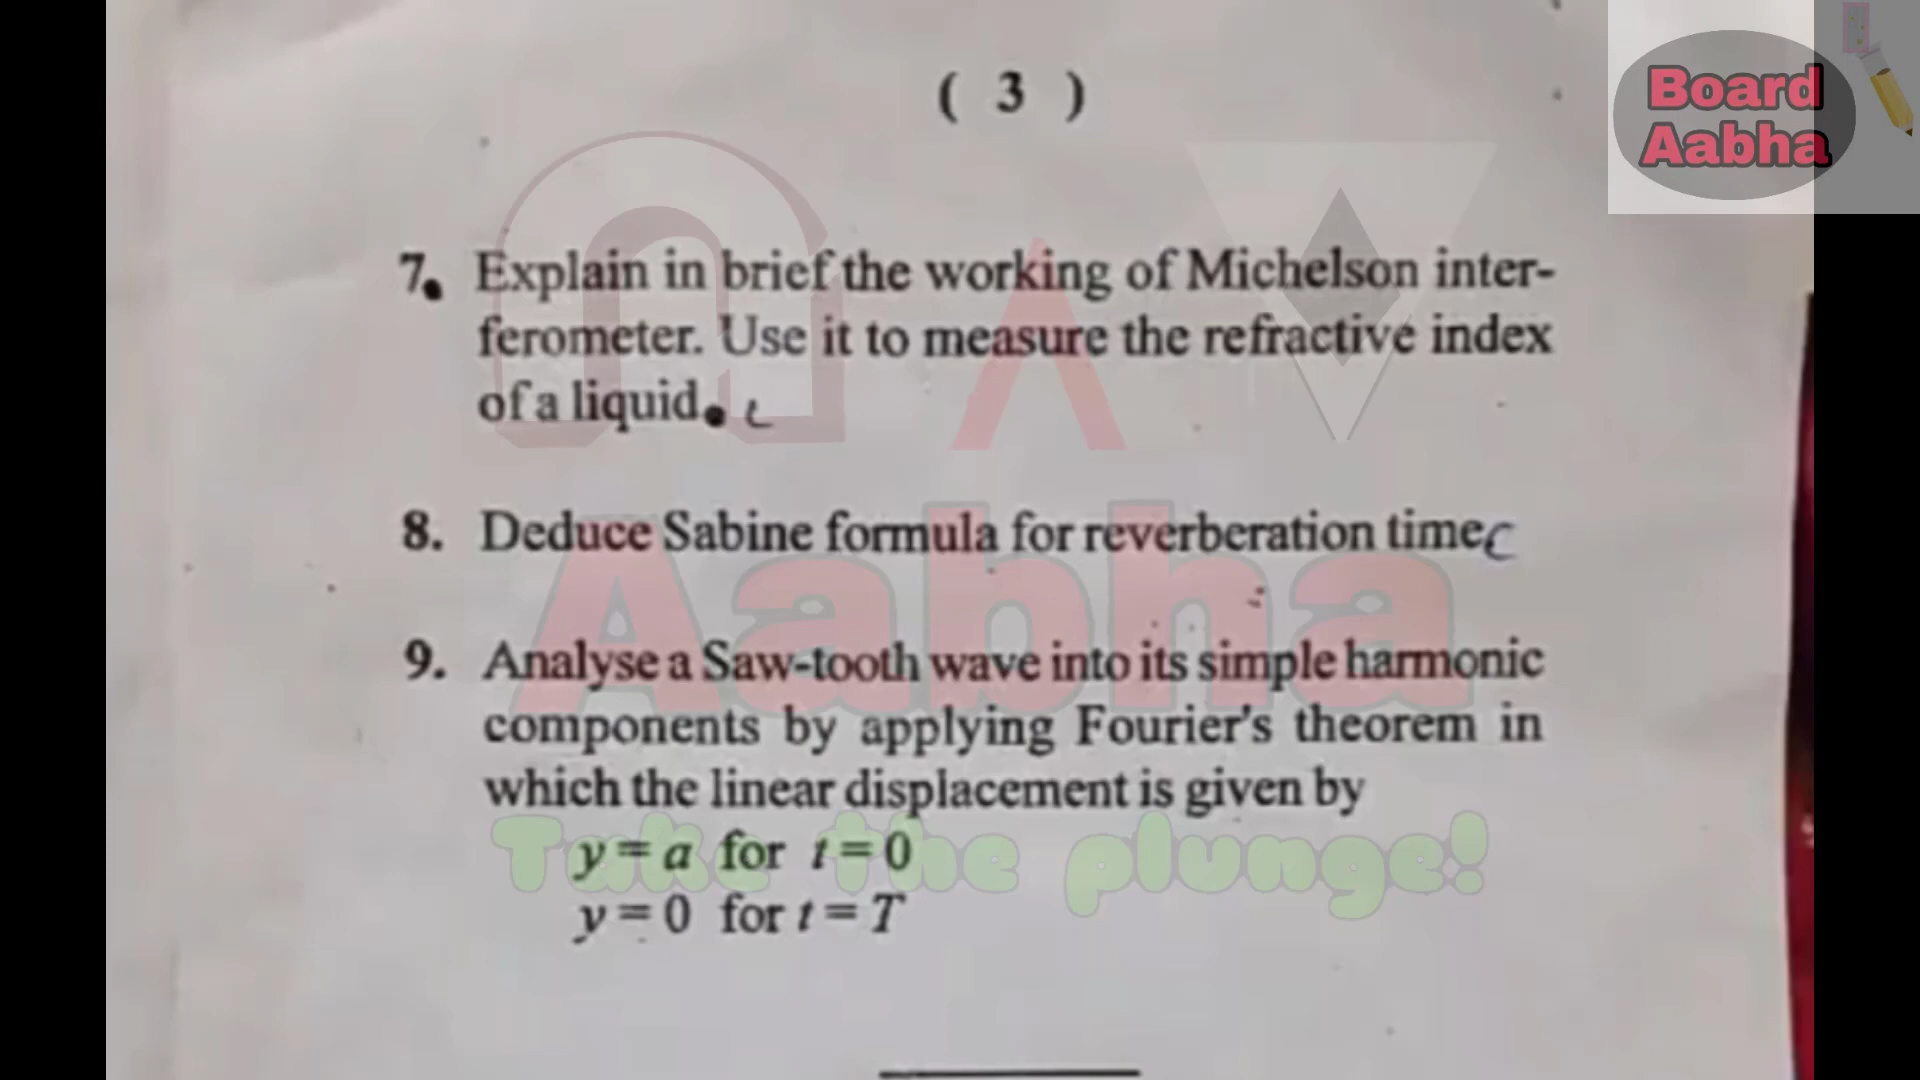 Board
Aabha
( 3 )
7. Explain in brief the working of Michelson inter-
ferometer. Use it to measure the refractive index
of a liquid.
8. Deduce Sabine formula for reverberation time
9. Analyse a Saw-tooth wave into its simple harmonic
components by applying Fourier's theorem in
which the linear displacement is given by
y = a for t = 0
y = 0 for t = T
Aabha
Take the plunge!